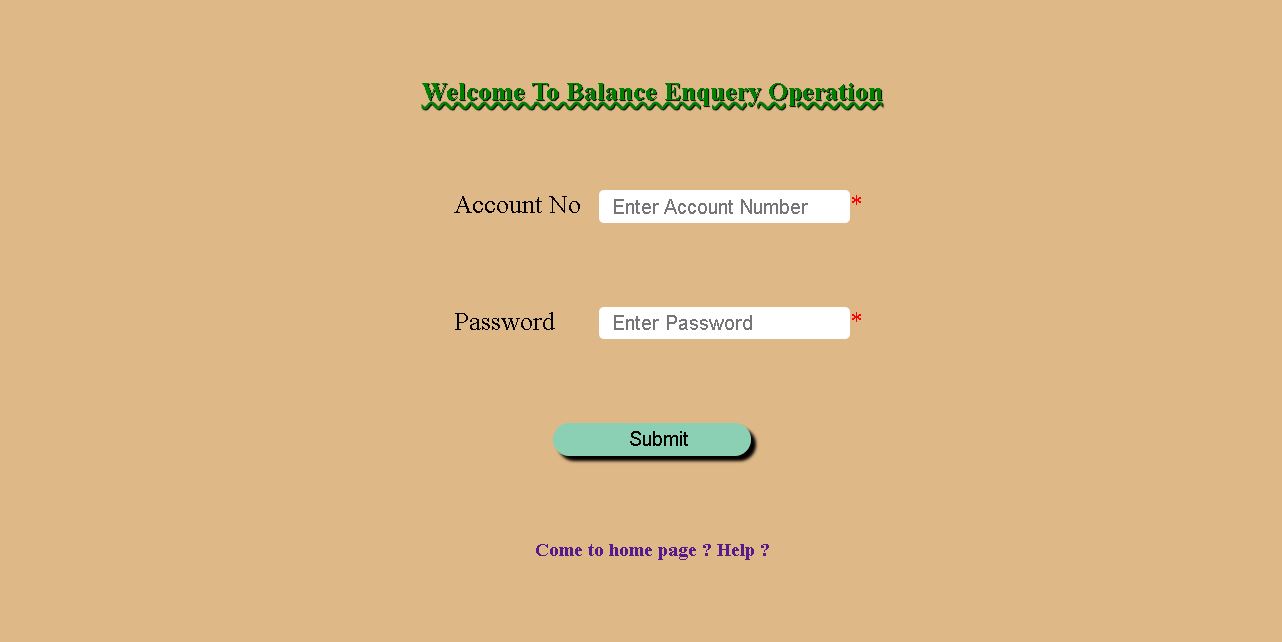 Welcome To Balance Enquery Operation
Account No Enter Account Number *
Password Enter Password *
Submit
Come to home page ? Help ?